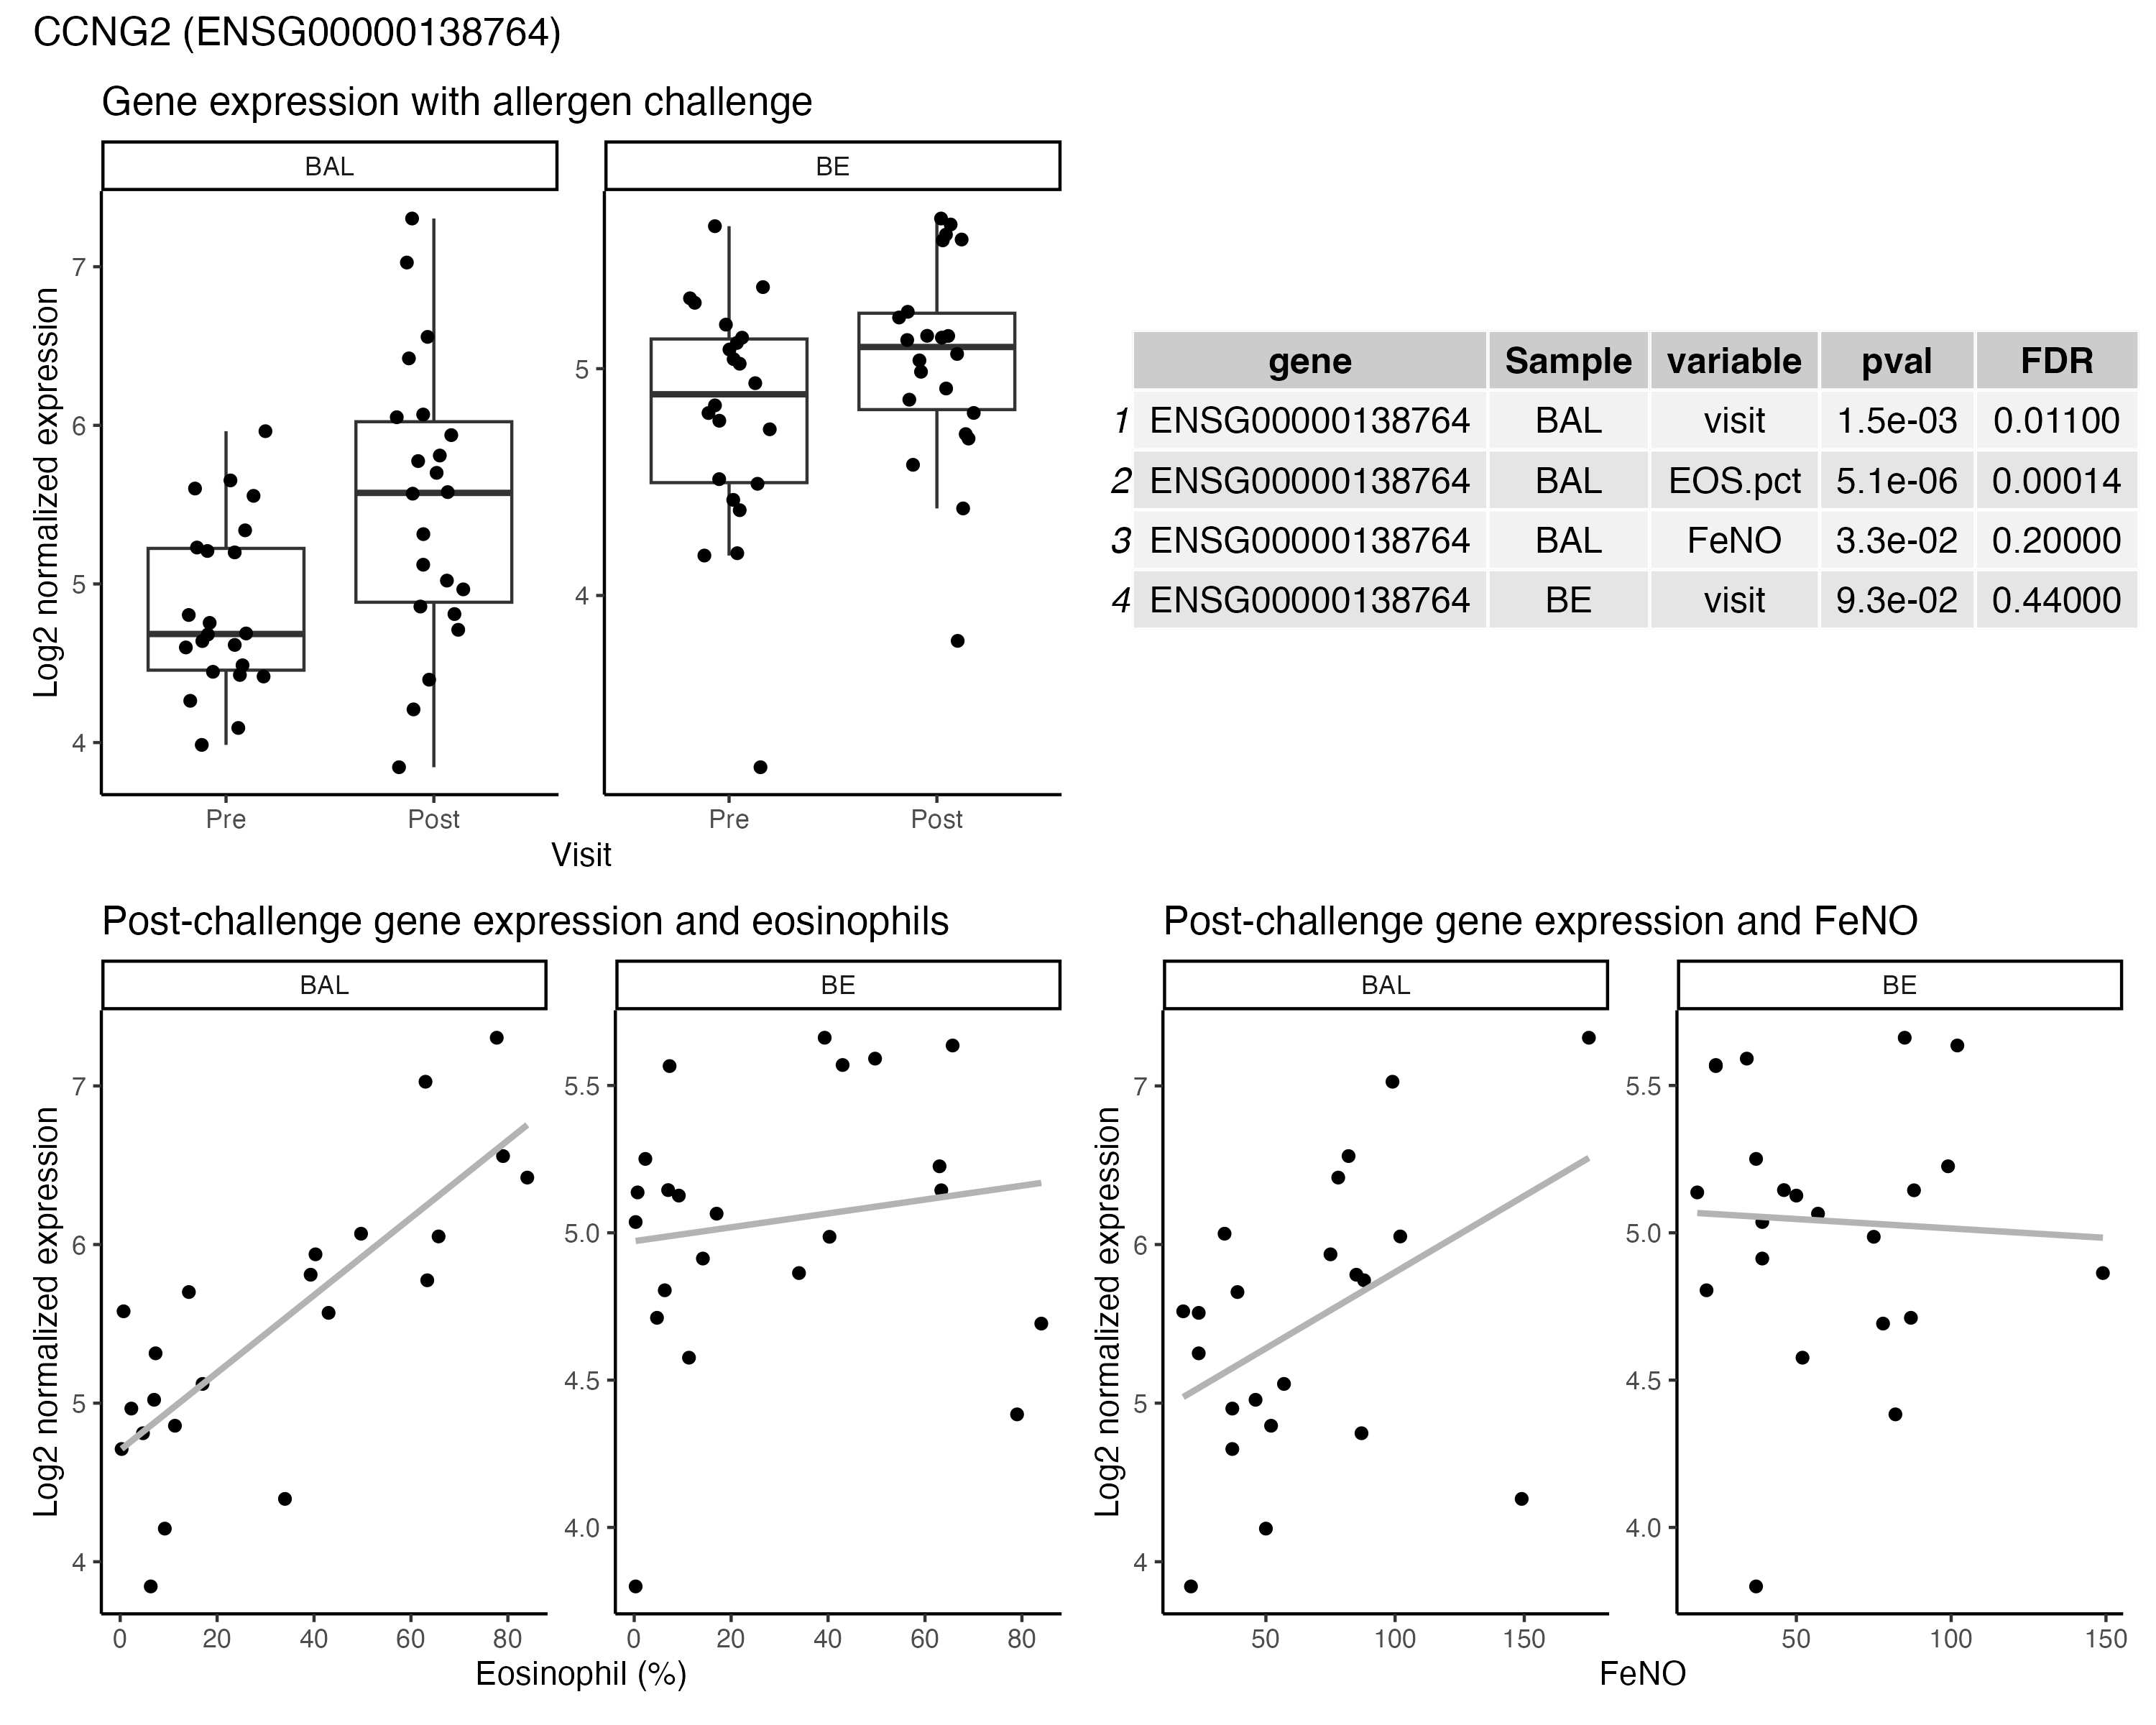 CCNG2 (ENSG00000138764)
Gene expression with allergen challenge
BAL
BE
Log2 normalized expression
7
6
5
4
5
4
Pre
Post
Pre
Post
Visit
gene Sample variable pval FDR
1 ENSG00000138764 BAL visit 1.5e-03 0.01100
2 ENSG00000138764 BAL EOS.pct 5.1e-06 0.00014
3 ENSG00000138764 BAL FeNO 3.3e-02 0.20000
4 ENSG00000138764 BE visit 9.3e-02 0.44000
Post-challenge gene expression and eosinophils
BAL
BE
Log2 normalized expression
7
6
5
4
5.5
5.0
4.5
4.0
0 20 40 60 80
0 20 40 60 80
Eosinophil (%)
Post-challenge gene expression and FeNO
BAL
BE
Log2 normalized expression
7
6
5
4
5.5
5.0
4.5
4.0
50 100 150
50 100 150
FeNO